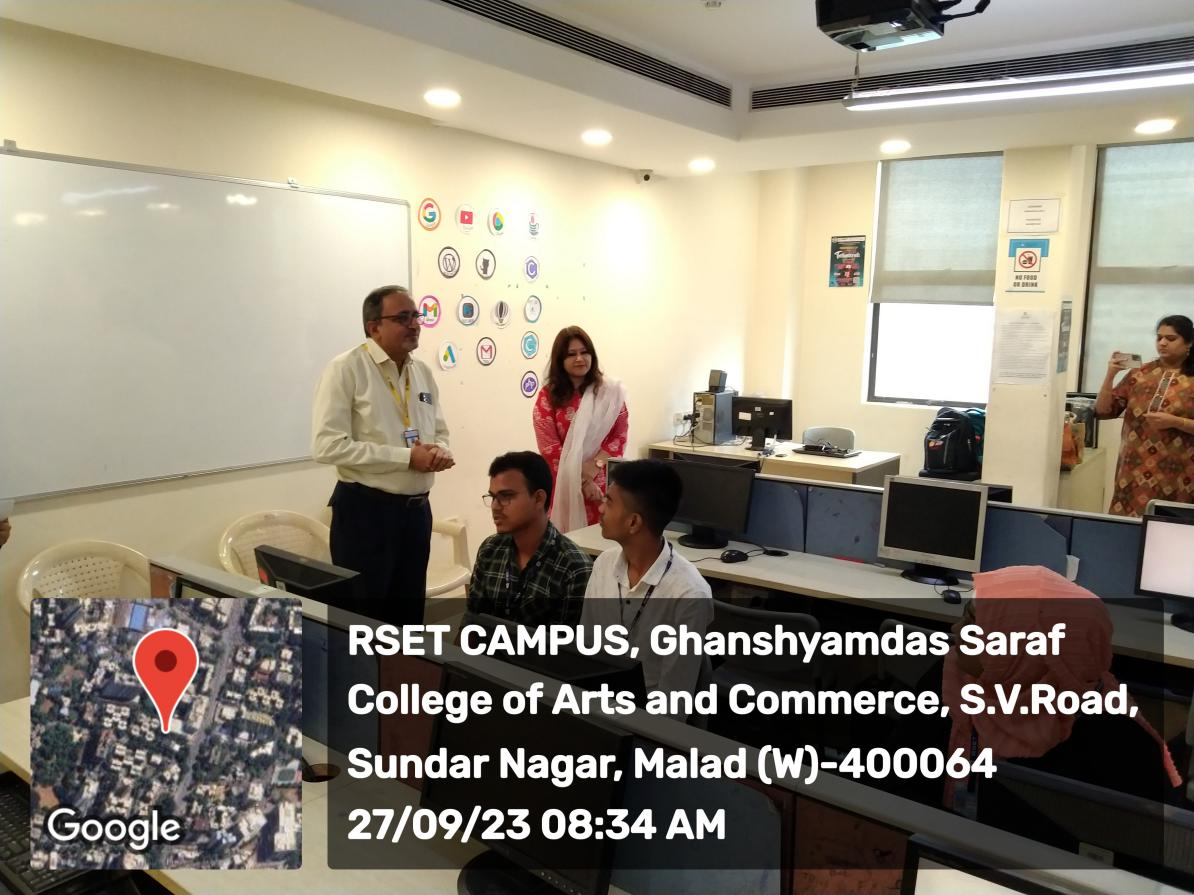 NO FOOD
OR DRINK
RSET CAMPUS, Ghanshyamdas Saraf
College of Arts and Commerce, S.V.Road,
Sundar Nagar, Malad (W)-400064
27/09/23 08:34 AM
Google